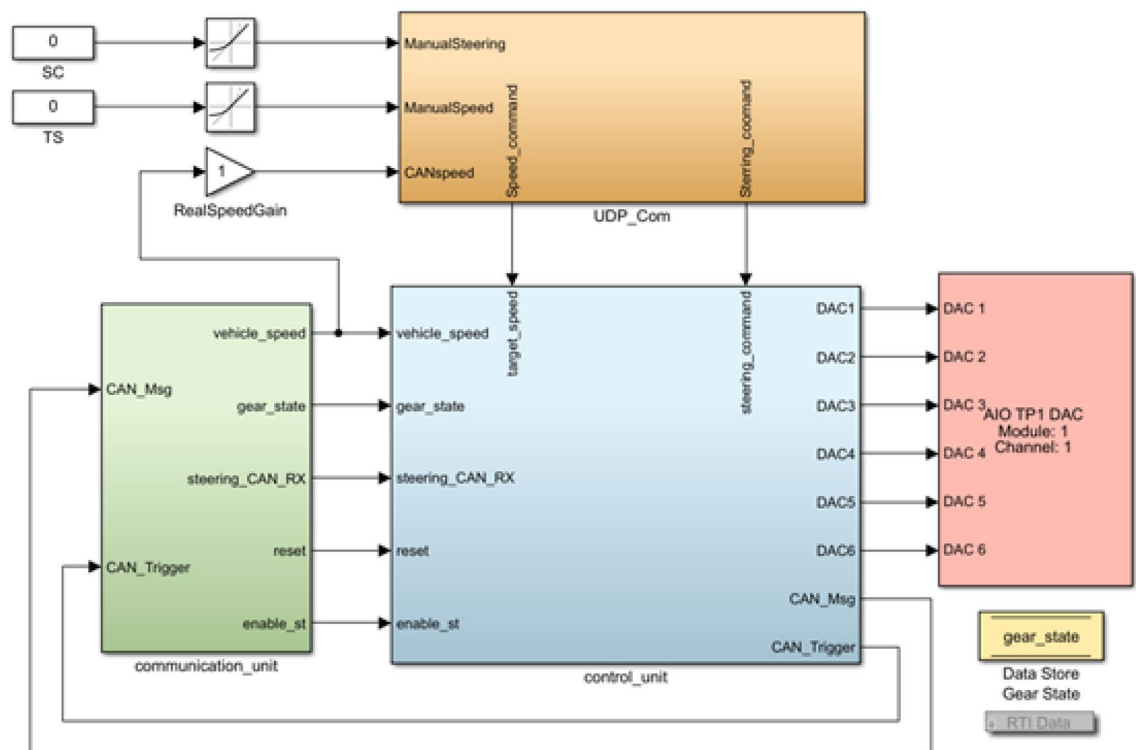 0
SC
ManualSteering
0
TS
ManualSpeed
1
RealSpeedGain
CANspeed
Speed_command
Sterring_coomand
UDP_Com
CAN_Msg
CAN_Trigger
vehicle_speed
gear_state
steering_CAN_RX
reset
enable_st
communication_unit
vehicle_speed
gear_state
steering_CAN_RX
reset
enable_st
target_speed
steering_command
DAC1
DAC2
DAC3
DAC4
DAC5
DAC6
CAN_Msg
CAN_Trigger
control_unit
DAC 1
DAC 2
DAC 3
DAC 4
DAC 5
DAC 6
AIO TP1 DAC
Module: 1
Channel: 1
gear_state
Data Store
Gear State
RTI Data